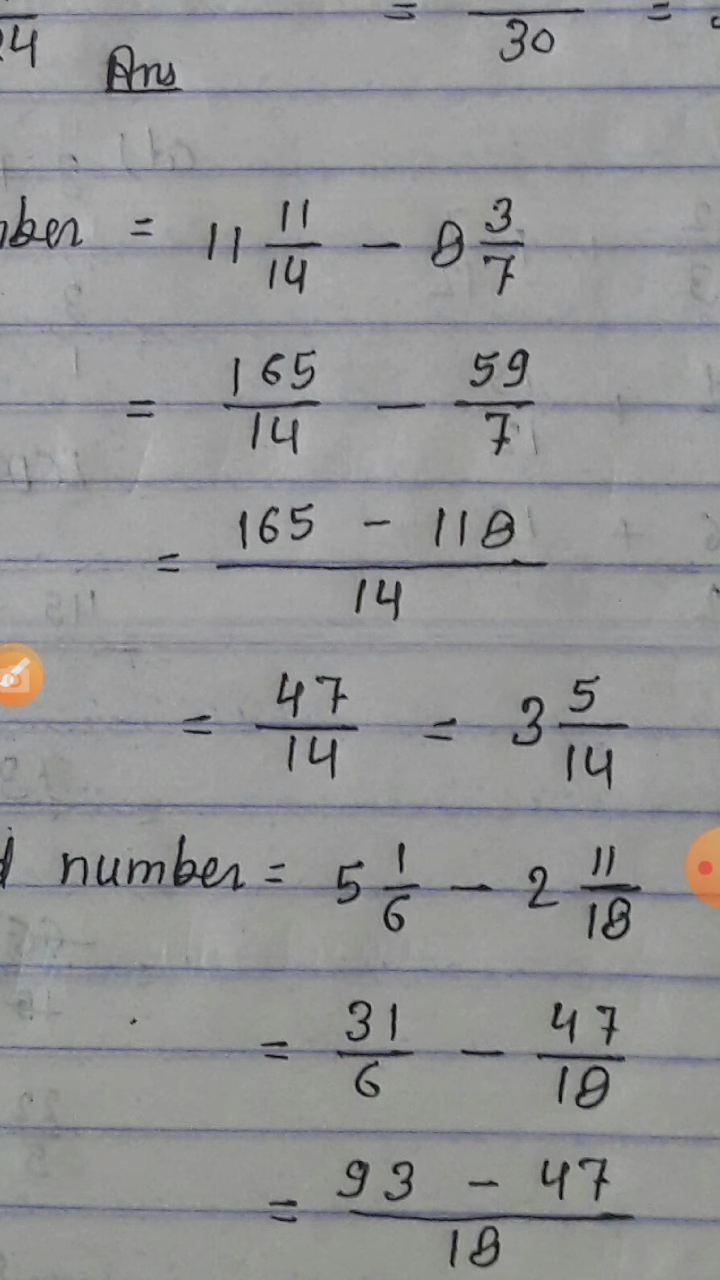 24 = 30 =
Ans
= 11 11/14 - 8 3/7
= 165/14 - 59/7
= 165 - 118 / 14
= 47/14 = 3 5/14
number = 5 1/6 - 2 11/18
= 31/6 - 47/18
= 93 - 47 / 18